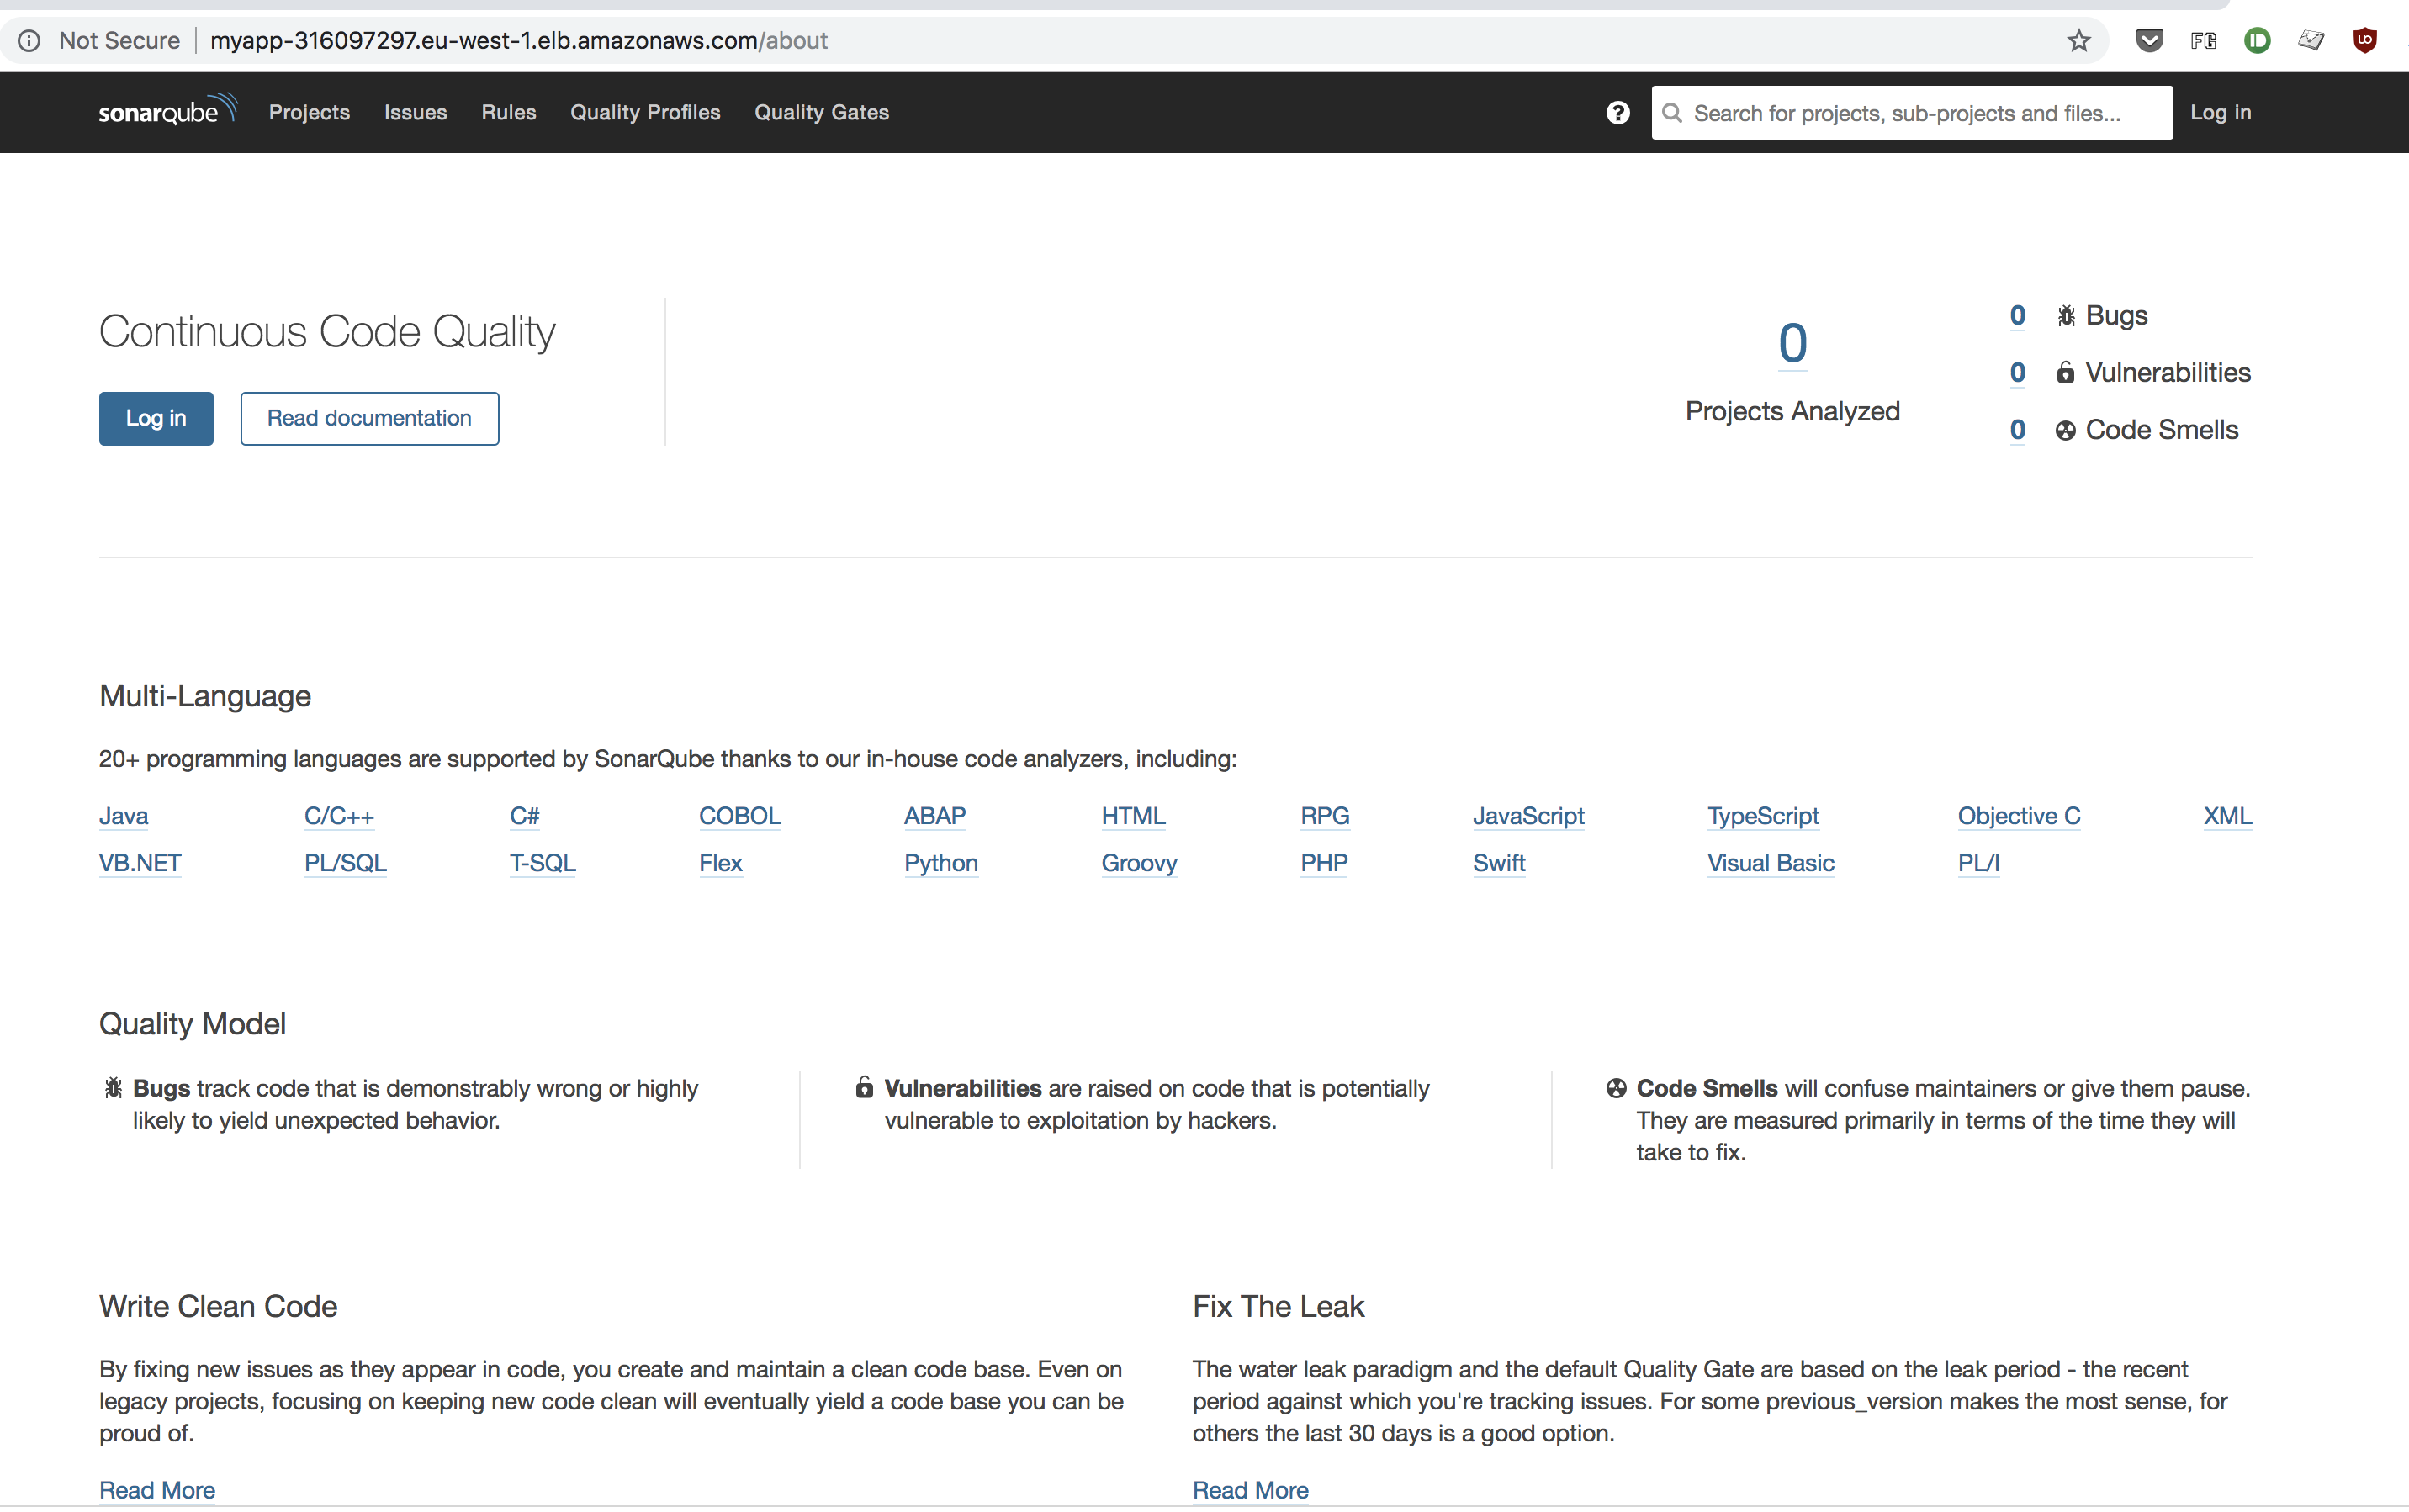 Not Secure myapp-316097297.eu-west-1.elb.amazonaws.com/about FG
sonarqube Projects Issues Rules Quality Profiles Quality Gates Search for projects, sub-projects and files... Log in
Continuous Code Quality
Log in Read documentation
0
Projects Analyzed
0 Bugs
0 Vulnerabilities
0 Code Smells
Multi-Language
20+ programming languages are supported by SonarQube thanks to our in-house code analyzers, including:
Java C/C++ C# COBOL ABAP HTML RPG JavaScript TypeScript Objective C XML
VB.NET PL/SQL T-SQL Flex Python Groovy PHP Swift Visual Basic PL/I
Quality Model
Bugs track code that is demonstrably wrong or highly
likely to yield unexpected behavior.
Vulnerabilities are raised on code that is potentially
vulnerable to exploitation by hackers.
Code Smells will confuse maintainers or give them pause.
They are measured primarily in terms of the time they will
take to fix.
Write Clean Code
By fixing new issues as they appear in code, you create and maintain a clean code base. Even on
legacy projects, focusing on keeping new code clean will eventually yield a code base you can be
proud of.
Read More
Fix The Leak
The water leak paradigm and the default Quality Gate are based on the leak period - the recent
period against which you're tracking issues. For some previous_version makes the most sense, for
others the last 30 days is a good option.
Read More